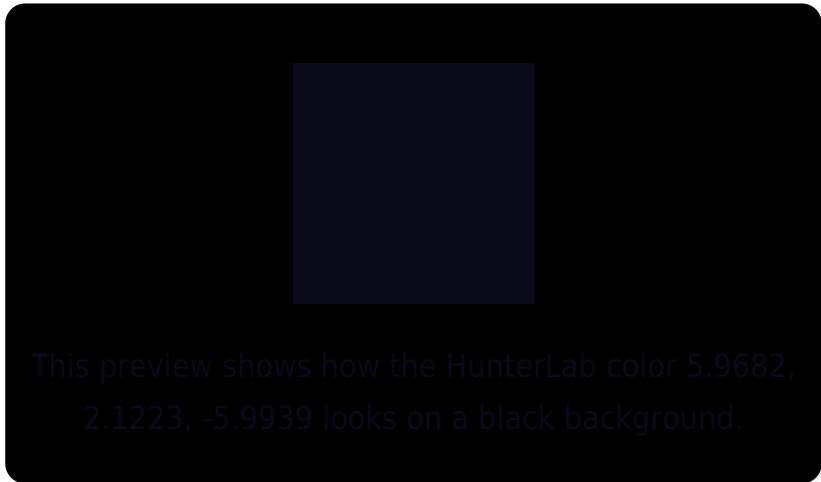 This preview shows how the HunterLab color 5.9682,
2.1223, -5.9939 looks on a black background.